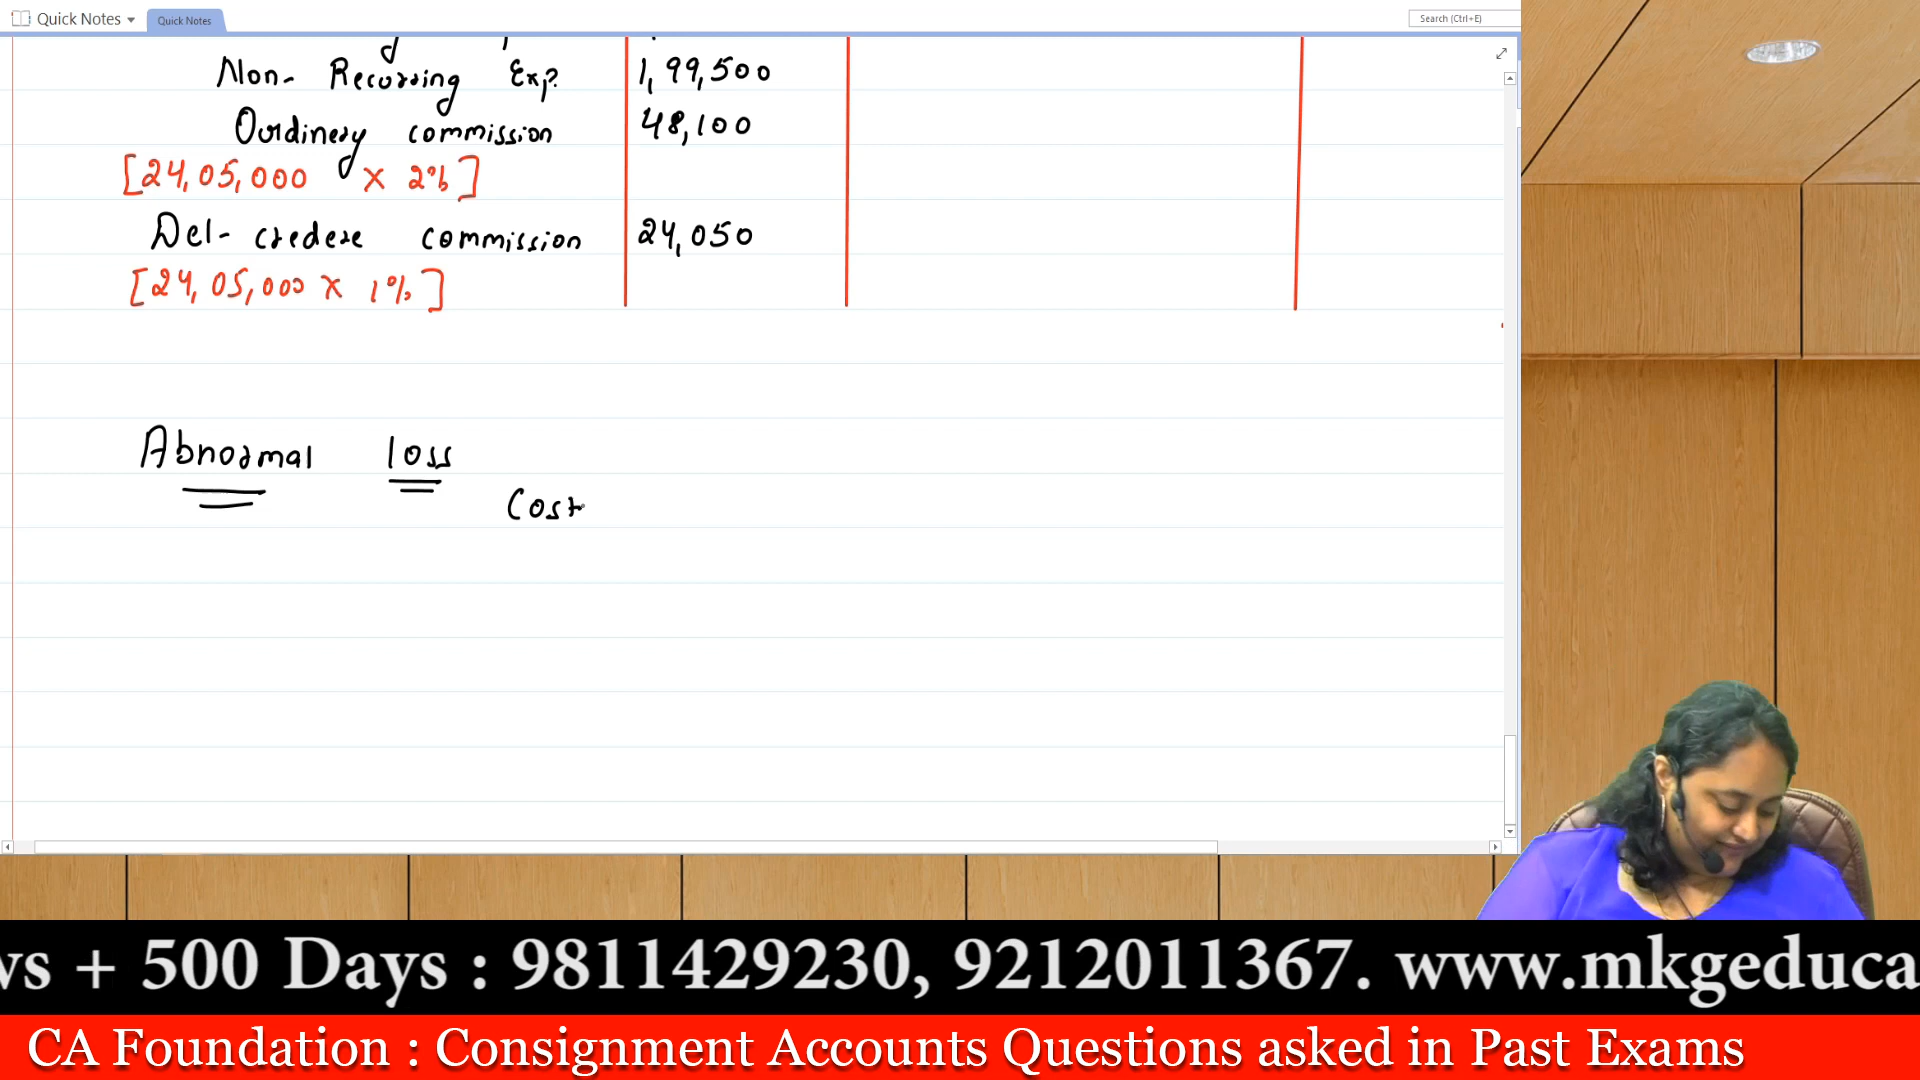 Quick Notes
Quick Notes
Search (Ctrl+E)
Non- Recurring Exp? 1,99,500
Ourdinery commission 48,100
[24,05,000 x 2%]
Del- credere commission 24,050
[24,05,000 x 1%]
Abnormal loss
Cost
ws + 500 Days : 9811429230, 9212011367. www.mkgeduca
CA Foundation : Consignment Accounts Questions asked in Past Exams